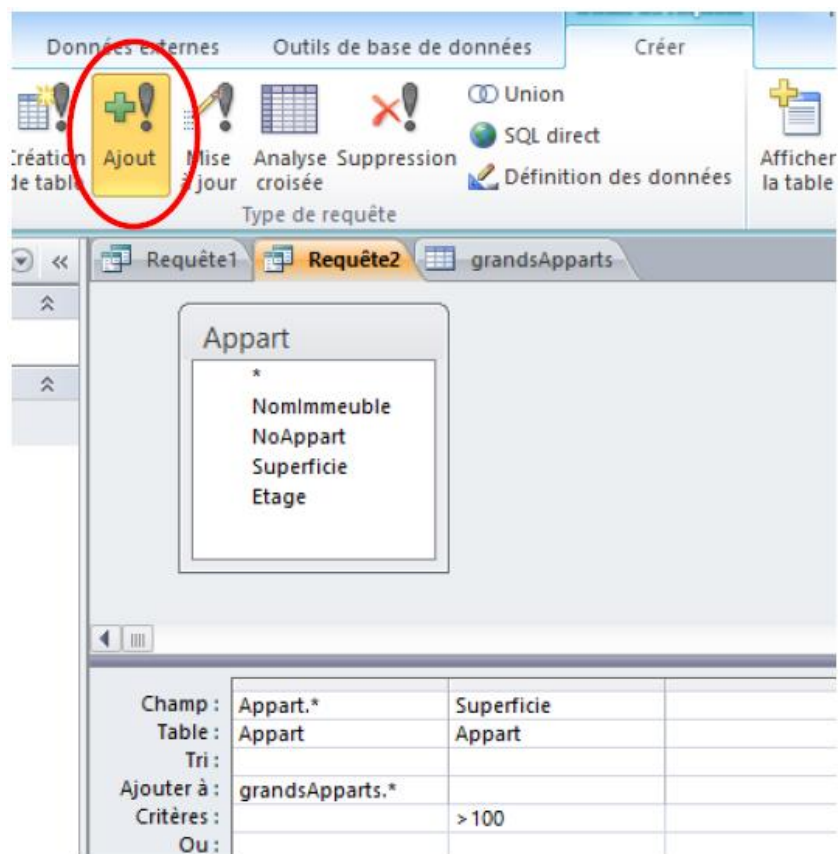 Données externes Outils de base de données Créer
Union
SQL direct
Création Ajout Mise Analyse Suppression Définition des données Afficher
de table à jour croisée la table
Type de requête
« Requête1 Requête2 grandsApparts
Appart
*
NomImmeuble
NoAppart
Superficie
Etage
Champ : Appart.* Superficie
Table : Appart Appart
Tri :
Ajouter à : grandsApparts.*
Critères : >100
Ou :